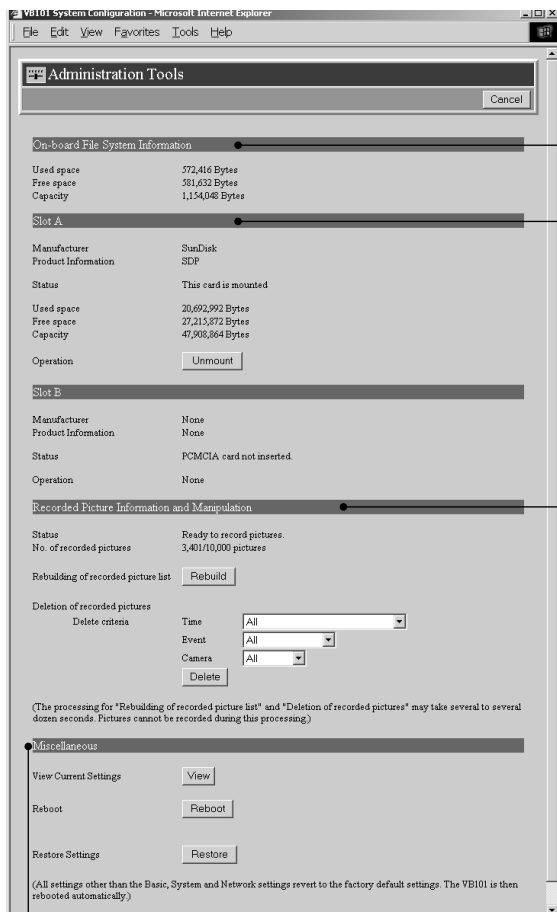 VB101 System Configuration - Microsoft Internet Explorer
File Edit View Favorites Tools Help
Administration Tools
Cancel
On-board File System Information
Used space 572,416 Bytes
Free space 581,632 Bytes
Capacity 1,154,048 Bytes
Slot A
Manufacturer SunDisk
Product Information SDP
Status This card is mounted
Used space 20,692,992 Bytes
Free space 27,215,872 Bytes
Capacity 47,908,864 Bytes
Operation Unmount
Slot B
Manufacturer None
Product Information None
Status PCMCIA card not inserted.
Operation None
Recorded Picture Information and Manipulation
Status Ready to record pictures.
No. of recorded pictures 3,401/10,000 pictures
Rebuilding of recorded picture list Rebuild
Deletion of recorded pictures
Delete criteria Time All
Event All
Camera All
Delete
(The processing for "Rebuilding of recorded picture list" and "Deletion of recorded pictures" may take several to several
dozen seconds. Pictures cannot be recorded during this processing.)
Miscellaneous
View Current Settings View
Reboot Reboot
Restore Settings Restore
(All settings other than the Basic, System and Network settings revert to the factory default settings. The VB101 is then
rebooted automatically.)